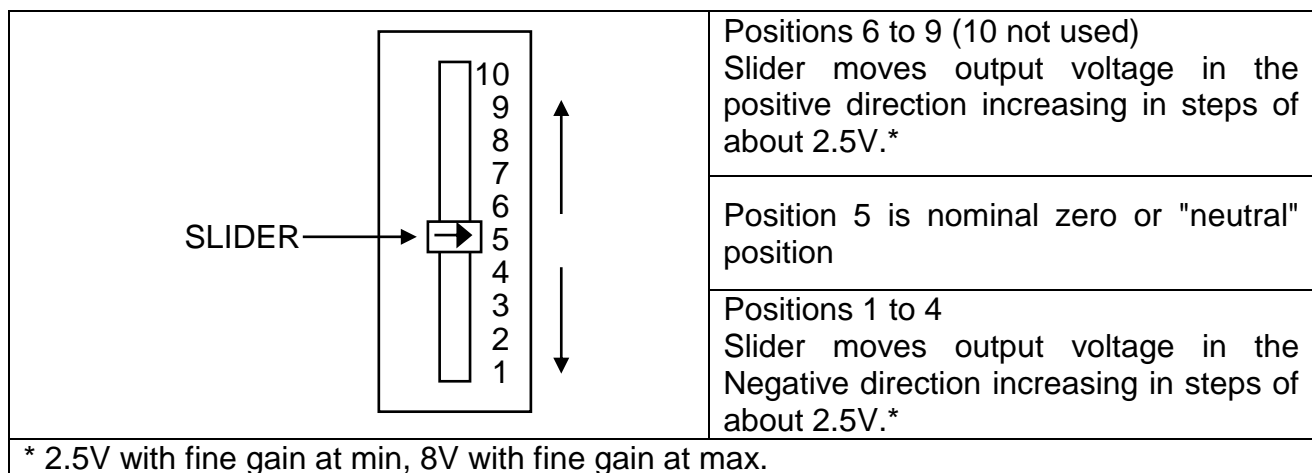 10
9
8
7
6
SLIDER 5
4
3
2
1
Positions 6 to 9 (10 not used)
Slider moves output voltage in the
positive direction increasing in steps of
about 2.5V.*
Position 5 is nominal zero or "neutral"
position
Positions 1 to 4
Slider moves output voltage in the
Negative direction increasing in steps of
about 2.5V.*
* 2.5V with fine gain at min, 8V with fine gain at max.